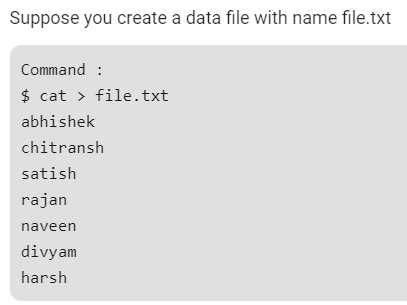 Suppose you create a data file with name file.txt
Command :
$ cat > file.txt
abhishek
chitransh
satish
rajan
naveen
divyam
harsh